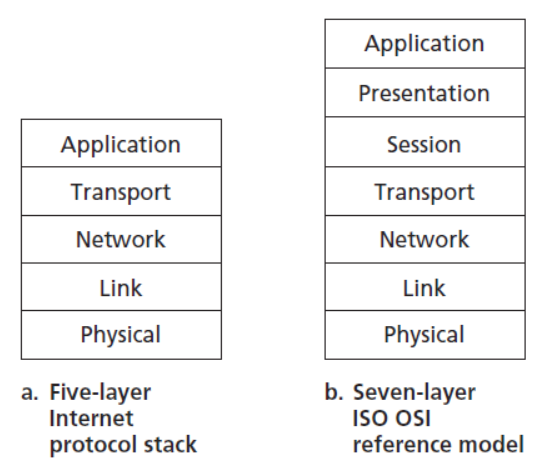 Application
Transport
Network
Link
Physical
a. Five-layer
Internet
protocol stack
Application
Presentation
Session
Transport
Network
Link
Physical
b. Seven-layer
ISO OSI
reference model